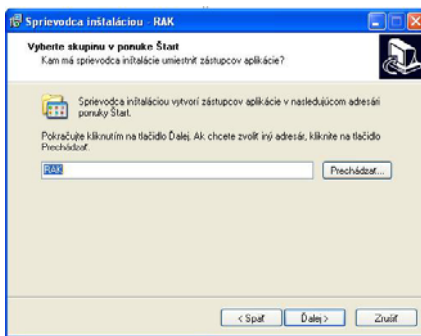 Sprievodca inštaláciou - RAK
Vyberte skupinu v ponuke Štart
Kam má sprievodca inštalácie umiestniť zástupcov aplikácie?
Sprievodca inštaláciou vytvorí zástupcov aplikácie v nasledujúcom adresári
ponuky Štart.
Pokračujte kliknutím na tlačidlo Ďalej. Ak chcete zvoliť iný adresár, kliknite na tlačidlo
Prechádzať.
RAK
Prechádzať...
< Späť
Ďalej >
Zrušiť